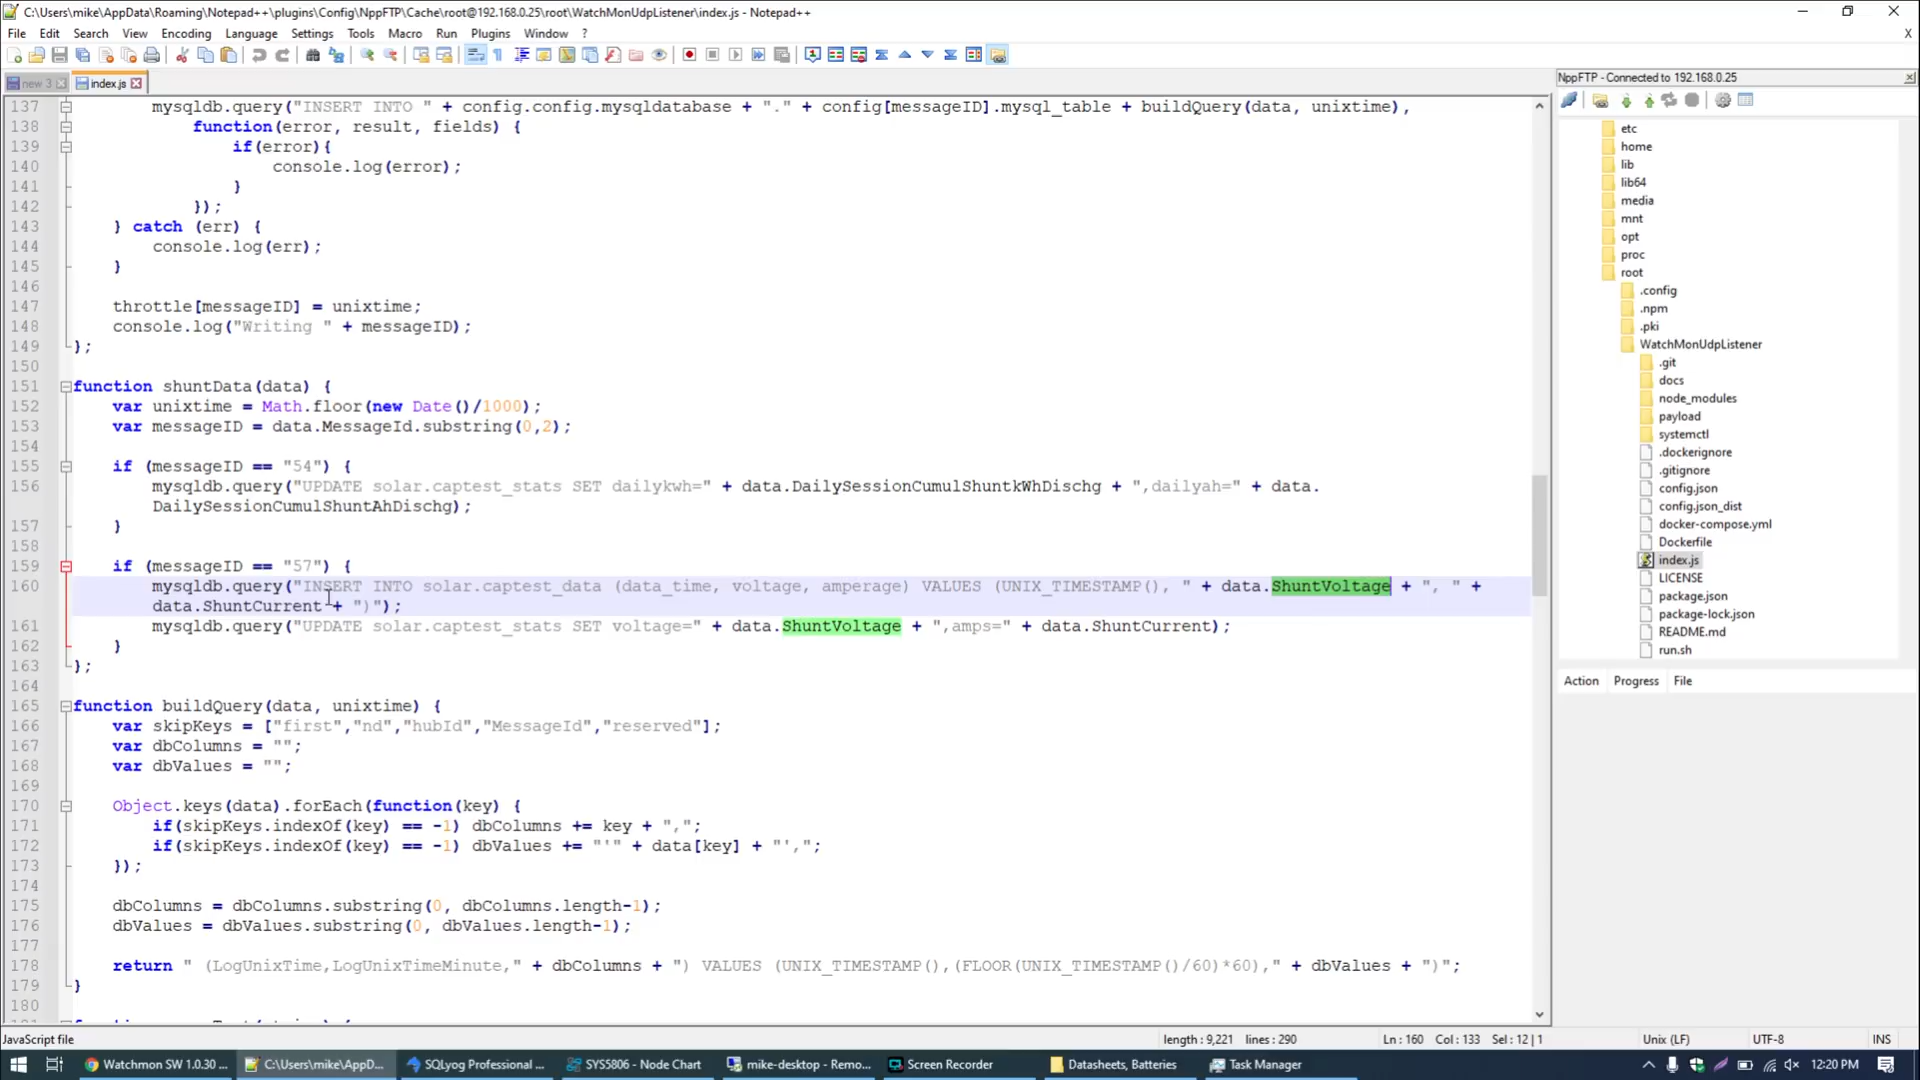 C:\Users\mike\AppData\Roaming\Notepad++\plugins\Config\NppFTP\Cache\root@192.168.0.25\root\WatchMonUdpListener\index.js - Notepad++
File Edit Search View Encoding Language Settings Tools Macro Run Plugins Window ? X
new 3 index.js
137 mysqldb.query("INSERT INTO " + config.config.mysqldatabase + "." + config[messageID].mysql_table + buildQuery(data, unixtime),
138 function(error, result, fields) {
139 if(error){
140 console.log(error);
141 }
142 });
143 } catch (err) {
144 console.log(err);
145 }
146
147 throttle[messageID] = unixtime;
148 console.log("Writing " + messageID);
149 };
150
151 function shuntData(data) {
152 var unixtime = Math.floor(new Date()/1000);
153 var messageID = data.MessageId.substring(0,2);
154
155 if (messageID == "54") {
156 mysqldb.query("UPDATE solar.captest_stats SET dailykwh=" + data.DailySessionCumulShuntkWhDischg + ",dailyah=" + data.
DailySessionCumulShuntAhDischg);
157 }
158
159 if (messageID == "57") {
160 mysqldb.query("INSERT INTO solar.captest_data (data_time, voltage, amperage) VALUES (UNIX_TIMESTAMP(), " + data.ShuntVoltage + ", " +
data.ShuntCurrent + ")");
161 mysqldb.query("UPDATE solar.captest_stats SET voltage=" + data.ShuntVoltage + ",amps=" + data.ShuntCurrent);
162 }
163 };
164
165 function buildQuery(data, unixtime) {
166 var skipKeys = ["first","nd","hubId","MessageId","reserved"];
167 var dbColumns = "";
168 var dbValues = "";
169
170 Object.keys(data).forEach(function(key) {
171 if(skipKeys.indexOf(key) == -1) dbColumns += key + ",";
172 if(skipKeys.indexOf(key) == -1) dbValues += "'" + data[key] + "',";
173 });
174
175 dbColumns = dbColumns.substring(0, dbColumns.length-1);
176 dbValues = dbValues.substring(0, dbValues.length-1);
177
178 return " (LogUnixTime,LogUnixTimeMinute," + dbColumns + ") VALUES (UNIX_TIMESTAMP(),(FLOOR(UNIX_TIMESTAMP()/60)*60)," + dbValues + ")";
179 }
180
NppFTP - Connected to 192.168.0.25
etc
home
lib
lib64
media
mnt
opt
proc
root
.config
.npm
.pki
WatchMonUdpListener
.git
docs
node_modules
payload
systemctl
.dockerignore
.gitignore
config.json
config.json_dist
docker-compose.yml
Dockerfile
index.js
LICENSE
package.json
package-lock.json
README.md
run.sh
Action Progress File
JavaScript file length : 9,221 lines : 290 Ln : 160 Col : 133 Sel : 12 | 1 Unix (LF) UTF-8 INS
Watchmon SW 1.0.30 ... C:\Users\mike\AppD... SQLyog Professional ... SYS5806 - Node Chart mike-desktop - Remo... Screen Recorder Datasheets, Batteries Task Manager 12:20 PM